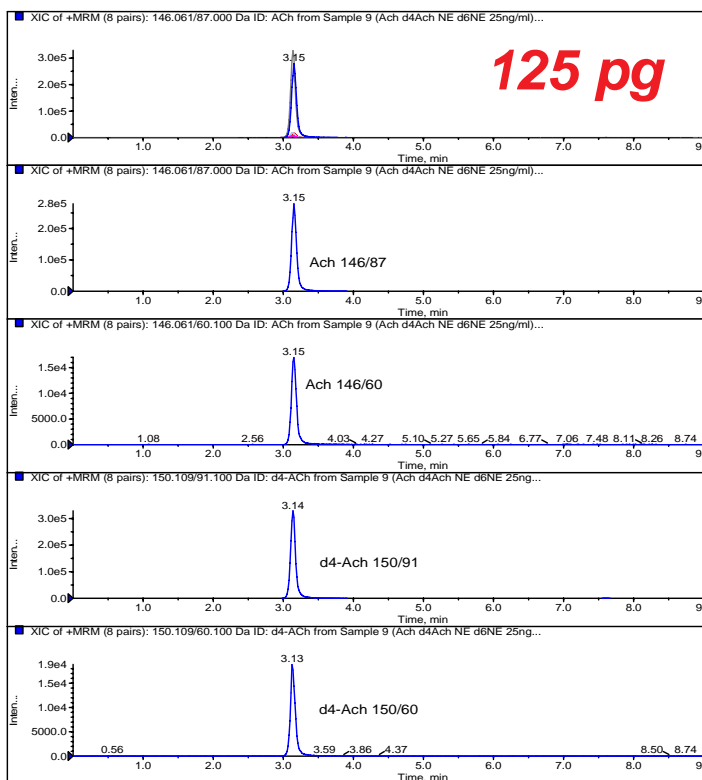 XIC of +MRM (8 pairs): 146.061/87.000 Da ID: ACh from Sample 9 (Ach d4Ach NE d6NE 25ng/ml)...
125 pg
3.15
3.0e5
2.0e5
1.0e5
0.0
Inten...
1.0 2.0 3.0 4.0 5.0 6.0 7.0 8.0 9
Time, min
XIC of +MRM (8 pairs): 146.061/87.000 Da ID: ACh from Sample 9 (Ach d4Ach NE d6NE 25ng/ml)...
3.15
2.8e5
2.0e5
1.0e5
0.0
Inten...
Ach 146/87
1.0 2.0 3.0 4.0 5.0 6.0 7.0 8.0 9
Time, min
XIC of +MRM (8 pairs): 146.061/60.100 Da ID: ACh from Sample 9 (Ach d4Ach NE d6NE 25ng/ml)...
3.15
1.5e4
1.0e4
5000.0
0.0
Inten...
Ach 146/60
1.08 2.56 4.03 4.27 5.10 5.27 5.65 5.84 6.77 7.06 7.48 8.11 8.26 8.74
1.0 2.0 3.0 4.0 5.0 6.0 7.0 8.0 9
Time, min
XIC of +MRM (8 pairs): 150.109/91.100 Da ID: d4-ACh from Sample 9 (Ach d4Ach NE d6NE 25ng...
3.14
3.0e5
2.0e5
1.0e5
0.0
Inten...
d4-Ach 150/91
1.0 2.0 3.0 4.0 5.0 6.0 7.0 8.0 9
Time, min
XIC of +MRM (8 pairs): 150.109/60.100 Da ID: d4-ACh from Sample 9 (Ach d4Ach NE d6NE 25ng...
3.13
1.9e4
1.5e4
1.0e4
5000.0
0.0
Inten...
d4-Ach 150/60
0.56 3.59 3.86 4.37 8.50 8.74
1.0 2.0 3.0 4.0 5.0 6.0 7.0 8.0 9
Time, min